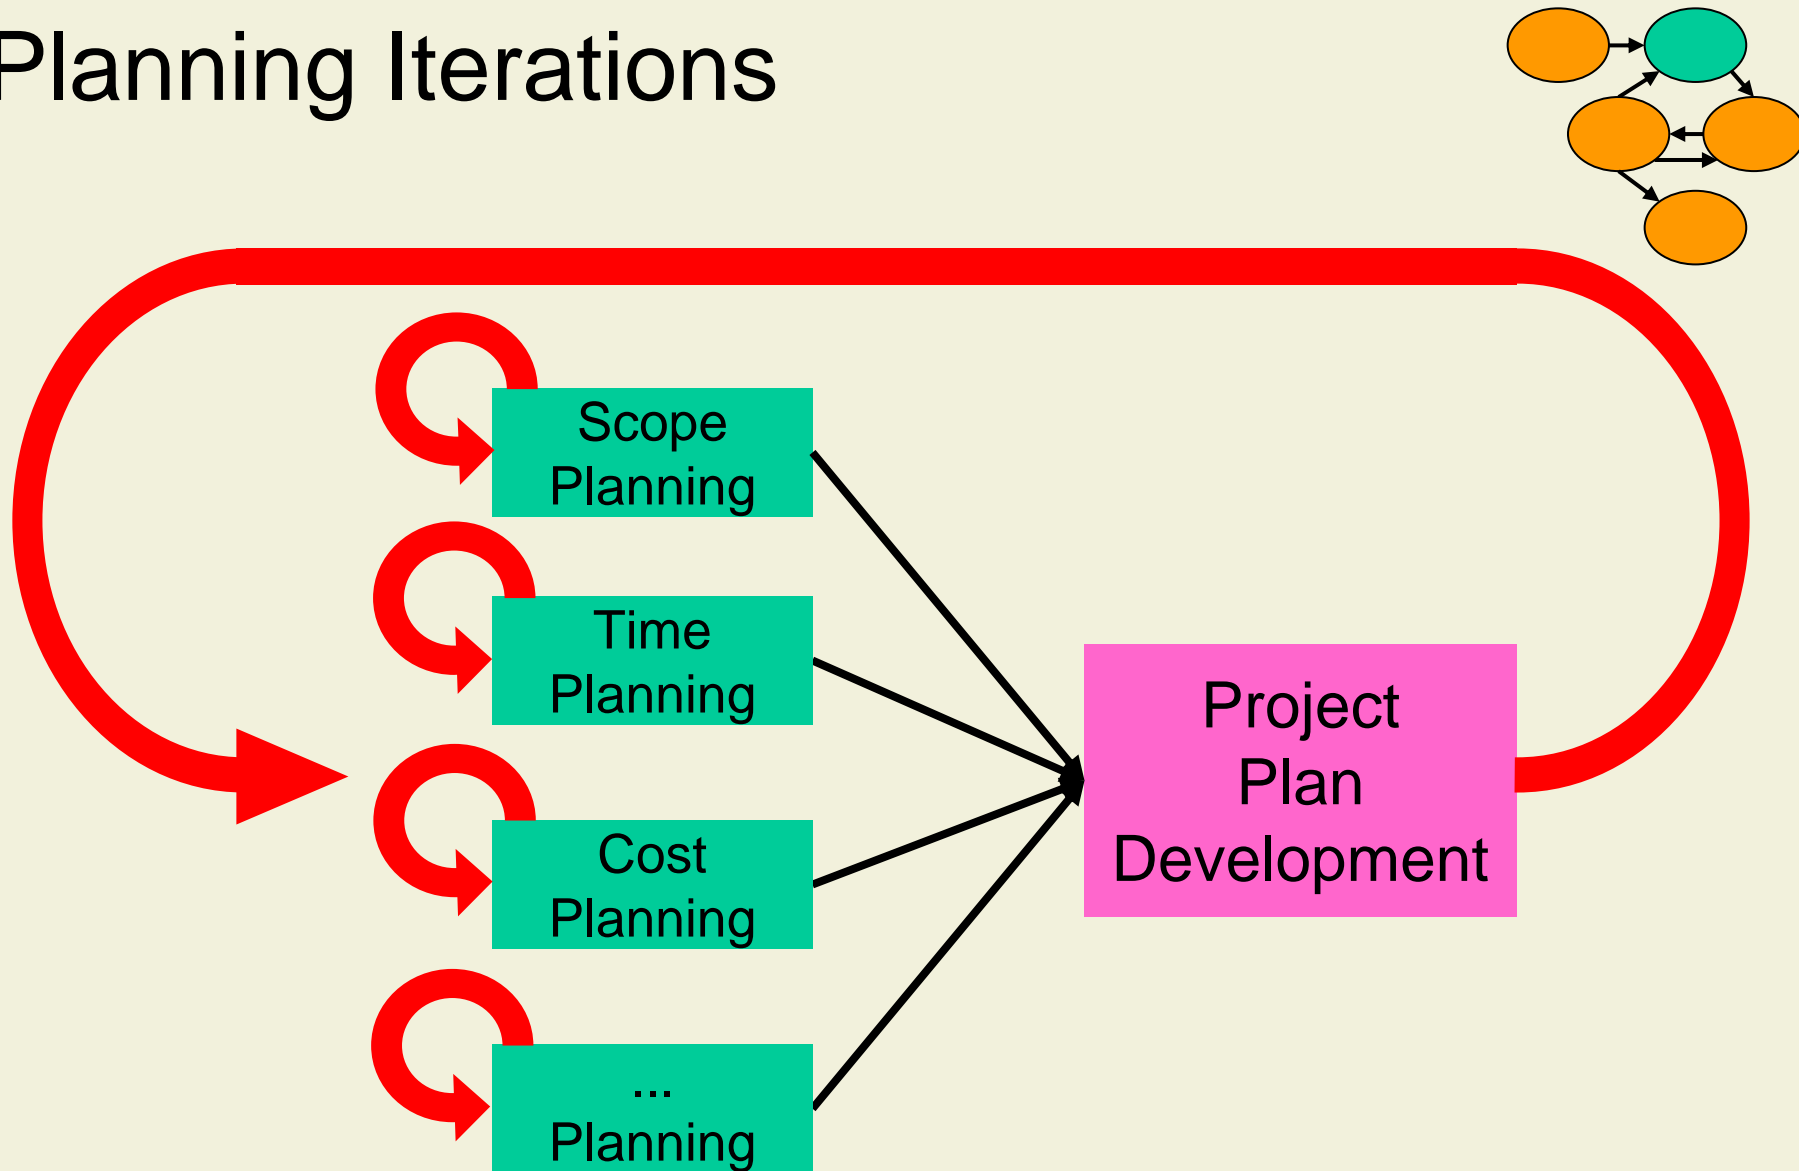 Planning Iterations
Scope
Planning
Time
Planning
Project
Plan
Development
Cost
Planning
...
Planning